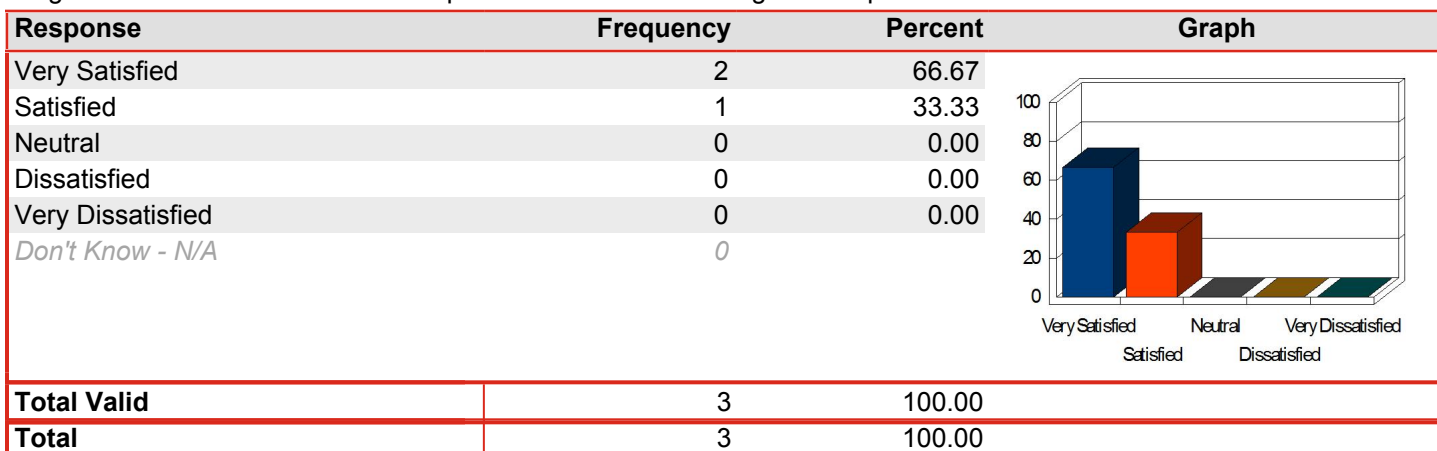 Response Frequency Percent Graph
Very Satisfied 2 66.67
Satisfied 1 33.33
Neutral 0 0.00
Dissatisfied 0 0.00
Very Dissatisfied 0 0.00
Don't Know - N/A 0
100
80
60
40
20
0
Very Satisfied Neutral Very Dissatisfied
Satisfied Dissatisfied
Total Valid 3 100.00
Total 3 100.00